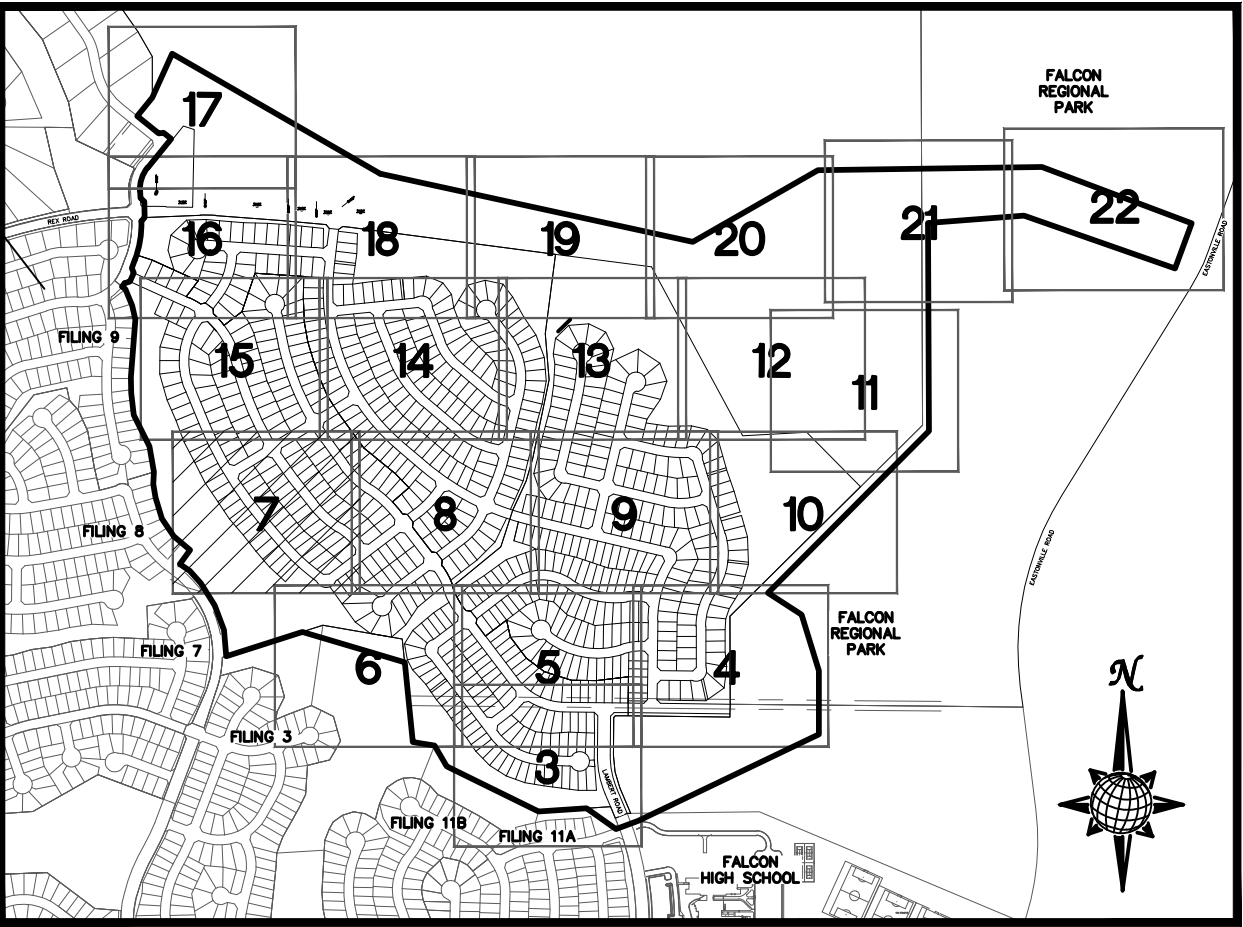 FALCON
REGIONAL
PARK
17
22
REX ROAD
16
18
19
20
21
EASTONVILLE ROAD
FILING 9
15
14
13
12
11
7
8
9
10
FILING 8
EASTONVILLE ROAD
FALCON
REGIONAL
PARK
FILING 7
6
5
4
N
FILING 3
3
LAMBERT ROAD
FILING 11B
FILING 11A
FALCON
HIGH SCHOOL